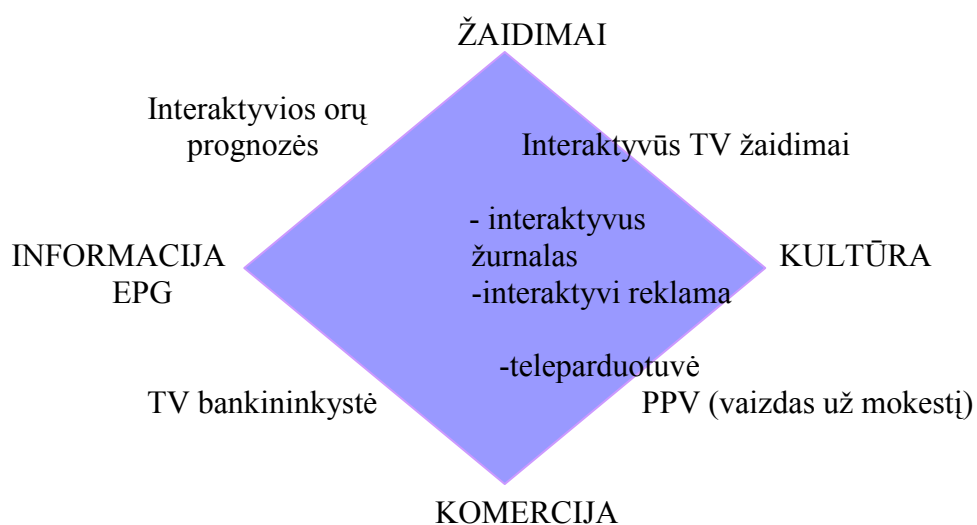 ŽAIDIMAI
Interaktyvios orų
prognozės
Interaktyvūs TV žaidimai
- interaktyvus
žurnalas
-interaktyvi reklama
INFORMACIJA
EPG
KULTŪRA
-teleparduotuvė
TV bankininkystė
PPV (vaizdas už mokestį)
KOMERCIJA